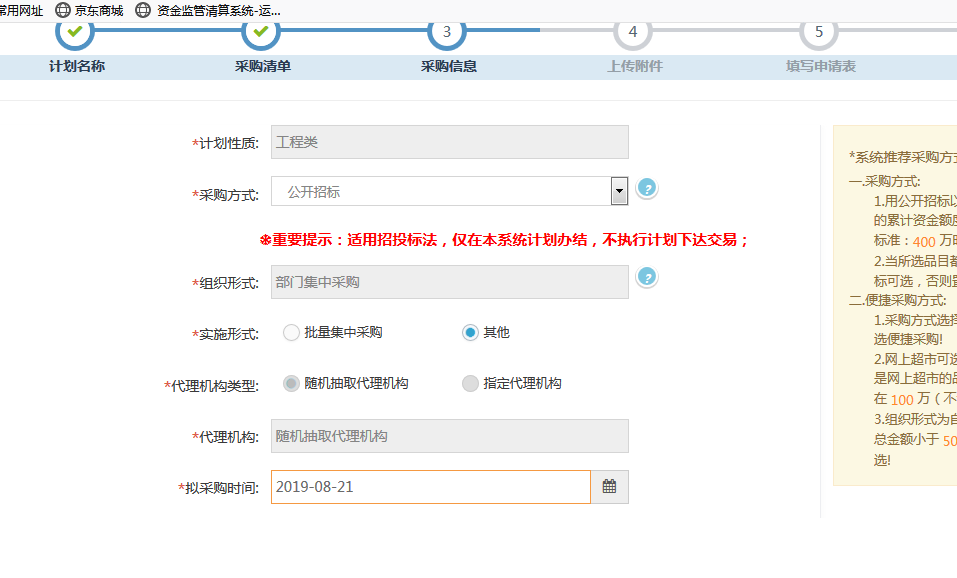 常用网址 京东商城 资金监管清算系统-运...
3 4 5
计划名称 采购清单 采购信息 上传附件 填写申请表
*计划性质: 工程类
*采购方式: 公开招标 ?
※重要提示：适用招投标法，仅在本系统计划办结，不执行计划下达交易；
*组织形式: 部门集中采购 ?
*实施形式: 批量集中采购 其他
*代理机构类型: 随机抽取代理机构 指定代理机构
*代理机构: 随机抽取代理机构
*拟采购时间: 2019-08-21
*系统推荐采购方式
一.采购方式:
1.用公开招标以
的累计资金额度
标准：400 万
2.当所选品目都
标可选，否则
二.便捷采购方式:
1.采购方式选择
选便捷采购!
2.网上超市可选
是网上超市的品
在 100 万（不
3.组织形式为自
总金额小于 50
选!